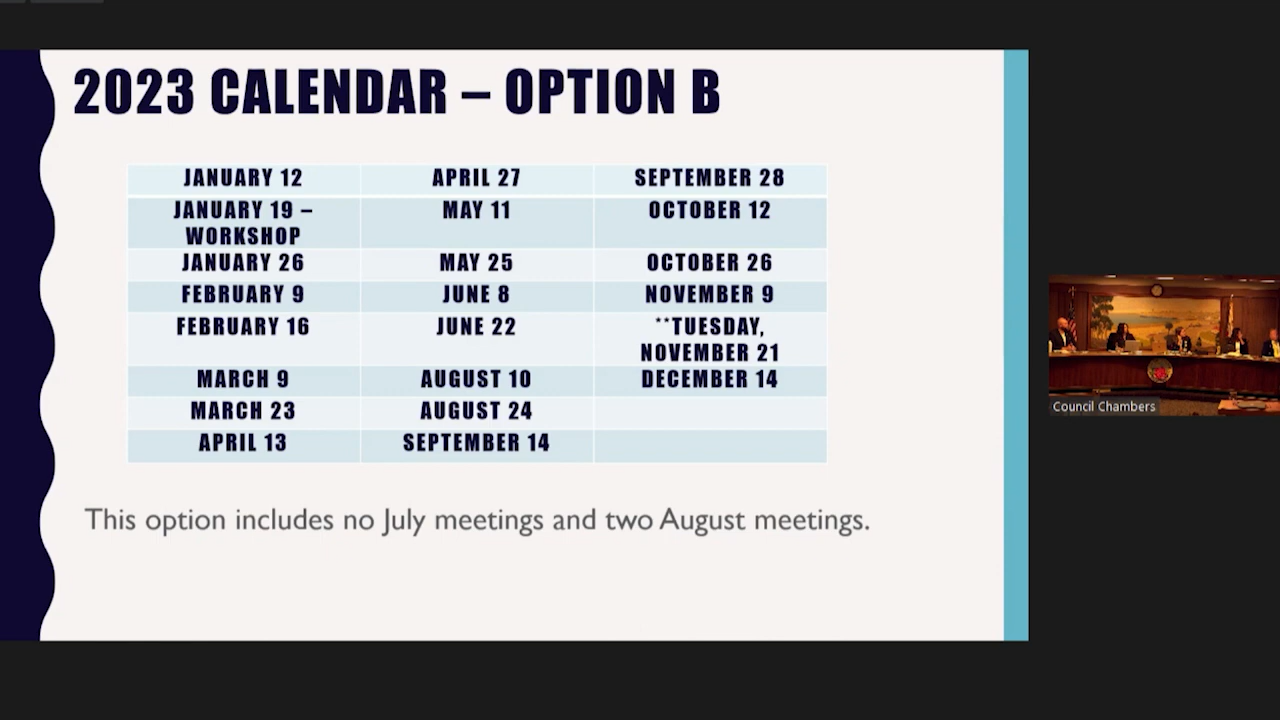 2023 CALENDAR – OPTION B
JANUARY 12
APRIL 27
SEPTEMBER 28
JANUARY 19 –
WORKSHOP
MAY 11
OCTOBER 12
JANUARY 26
MAY 25
OCTOBER 26
FEBRUARY 9
JUNE 8
NOVEMBER 9
FEBRUARY 16
JUNE 22
**TUESDAY,
NOVEMBER 21
MARCH 9
AUGUST 10
DECEMBER 14
MARCH 23
AUGUST 24
APRIL 13
SEPTEMBER 14
This option includes no July meetings and two August meetings.
Council Chambers